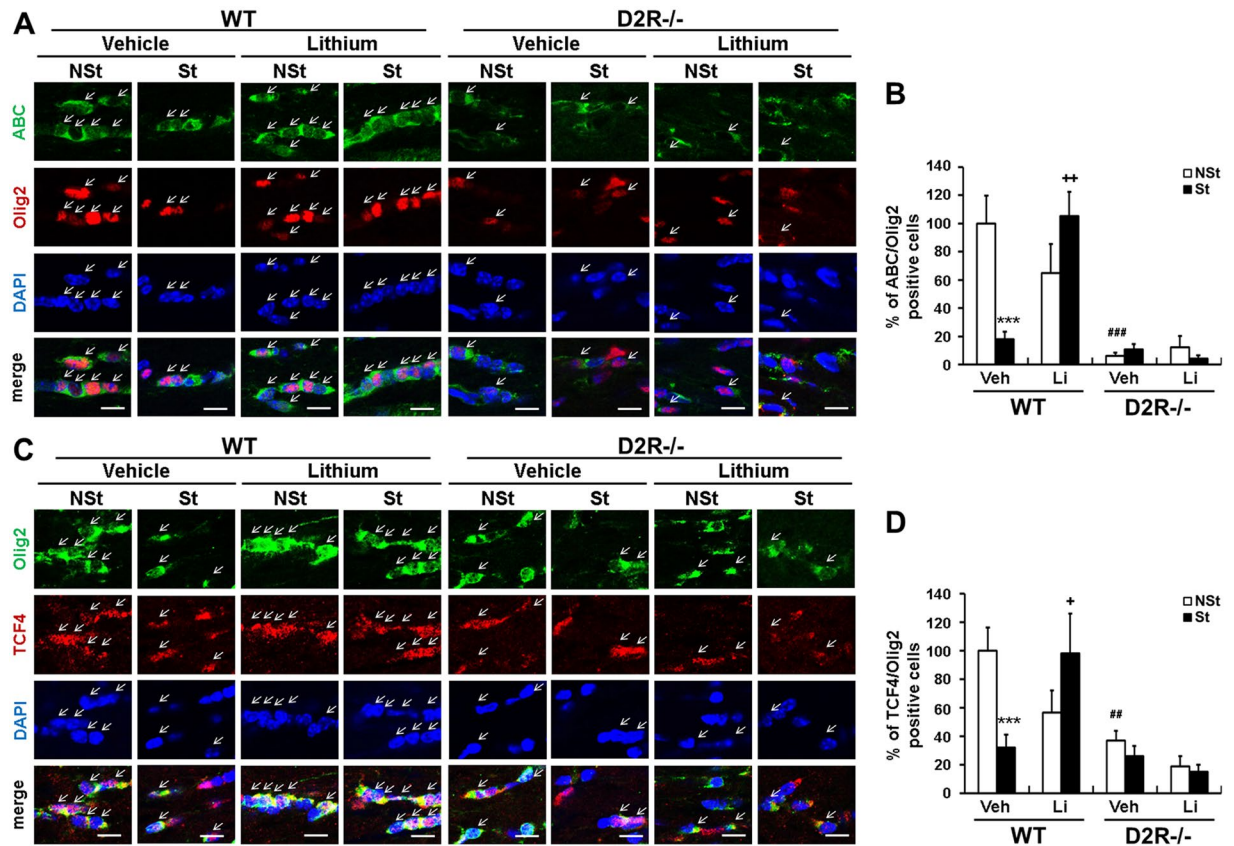 A
WT
D2R-/-
Vehicle
Lithium
Vehicle
Lithium
NSt
St
NSt
St
NSt
St
NSt
St
ABC
Olig2
DAPI
merge
B
% of ABC/Olig2
positive cells
140
120
100
80
60
40
20
0
NSt
St
***
++
###
Veh
Li
Veh
Li
WT
D2R-/-
C
WT
D2R-/-
Vehicle
Lithium
Vehicle
Lithium
NSt
St
NSt
St
NSt
St
NSt
St
Olig2
TCF4
DAPI
merge
D
% of TCF4/Olig2
positive cells
140
120
100
80
60
40
20
0
NSt
St
***
+
##
Veh
Li
Veh
Li
WT
D2R-/-